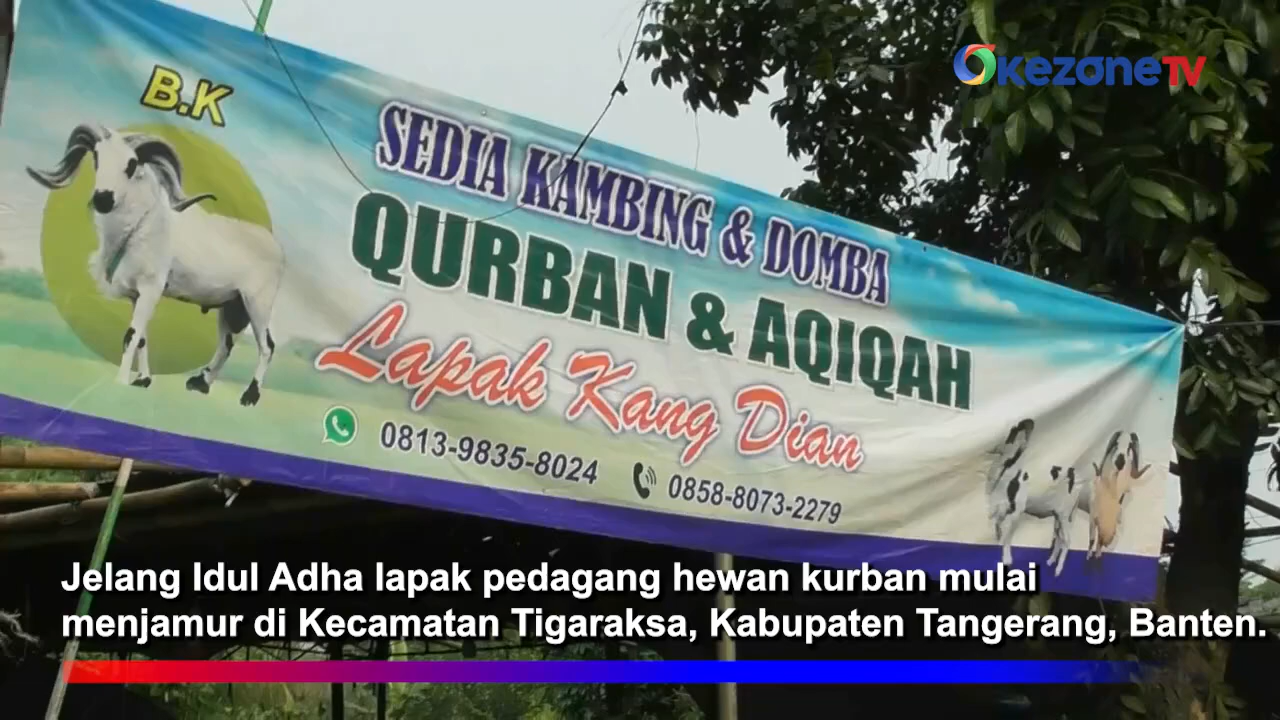 OkezoneTV
B.K
SEDIA KAMBING & DOMBA
QURBAN & AQIQAH
Lapak Kang Dian
0813-9835-8024 0858-8073-2279
Jelang Idul Adha lapak pedagang hewan kurban mulai
menjamur di Kecamatan Tigaraksa, Kabupaten Tangerang, Banten.